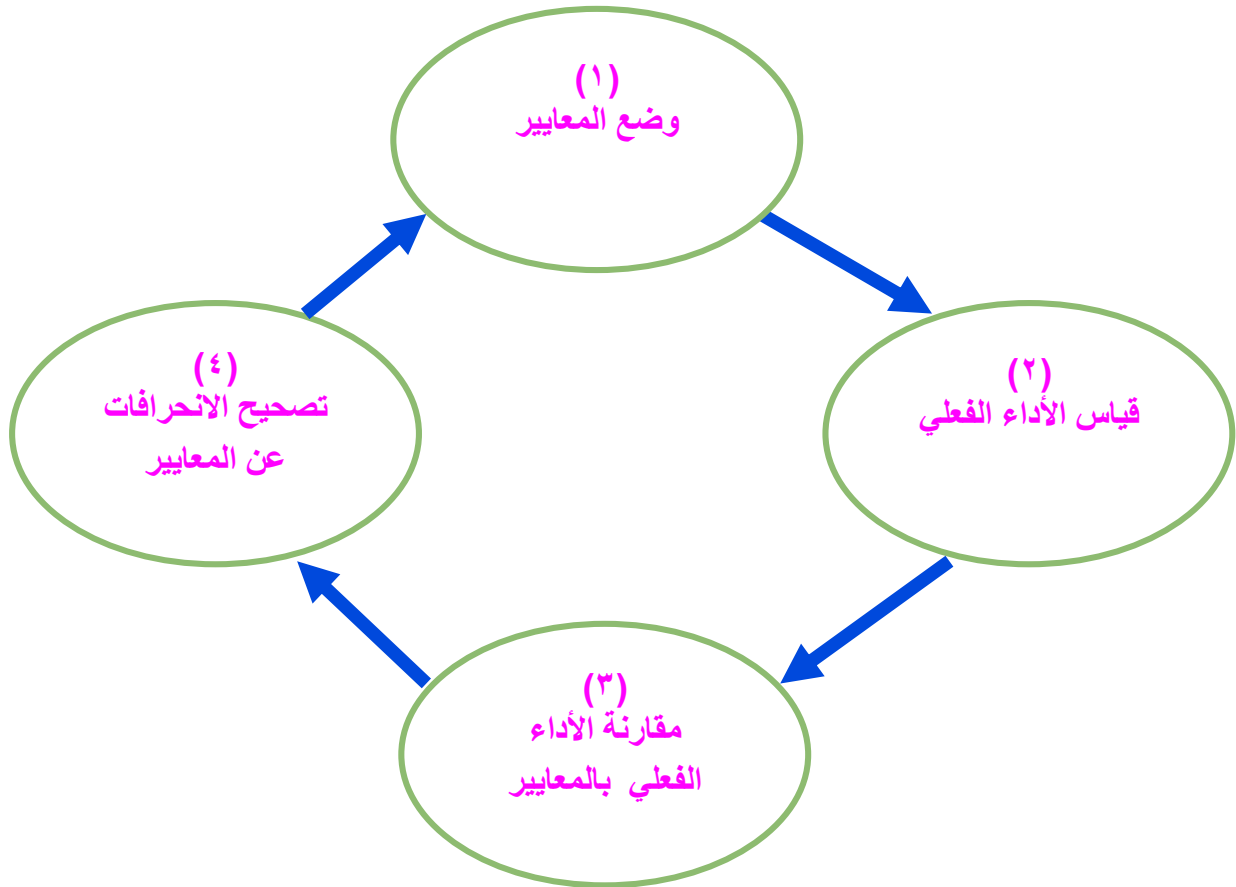 (١)
وضع المعايير
(٢)
قياس الأداء الفعلي
(٣)
مقارنة الأداء
الفعلي بالمعايير
(٤)
تصحيح الانحرافات
عن المعايير